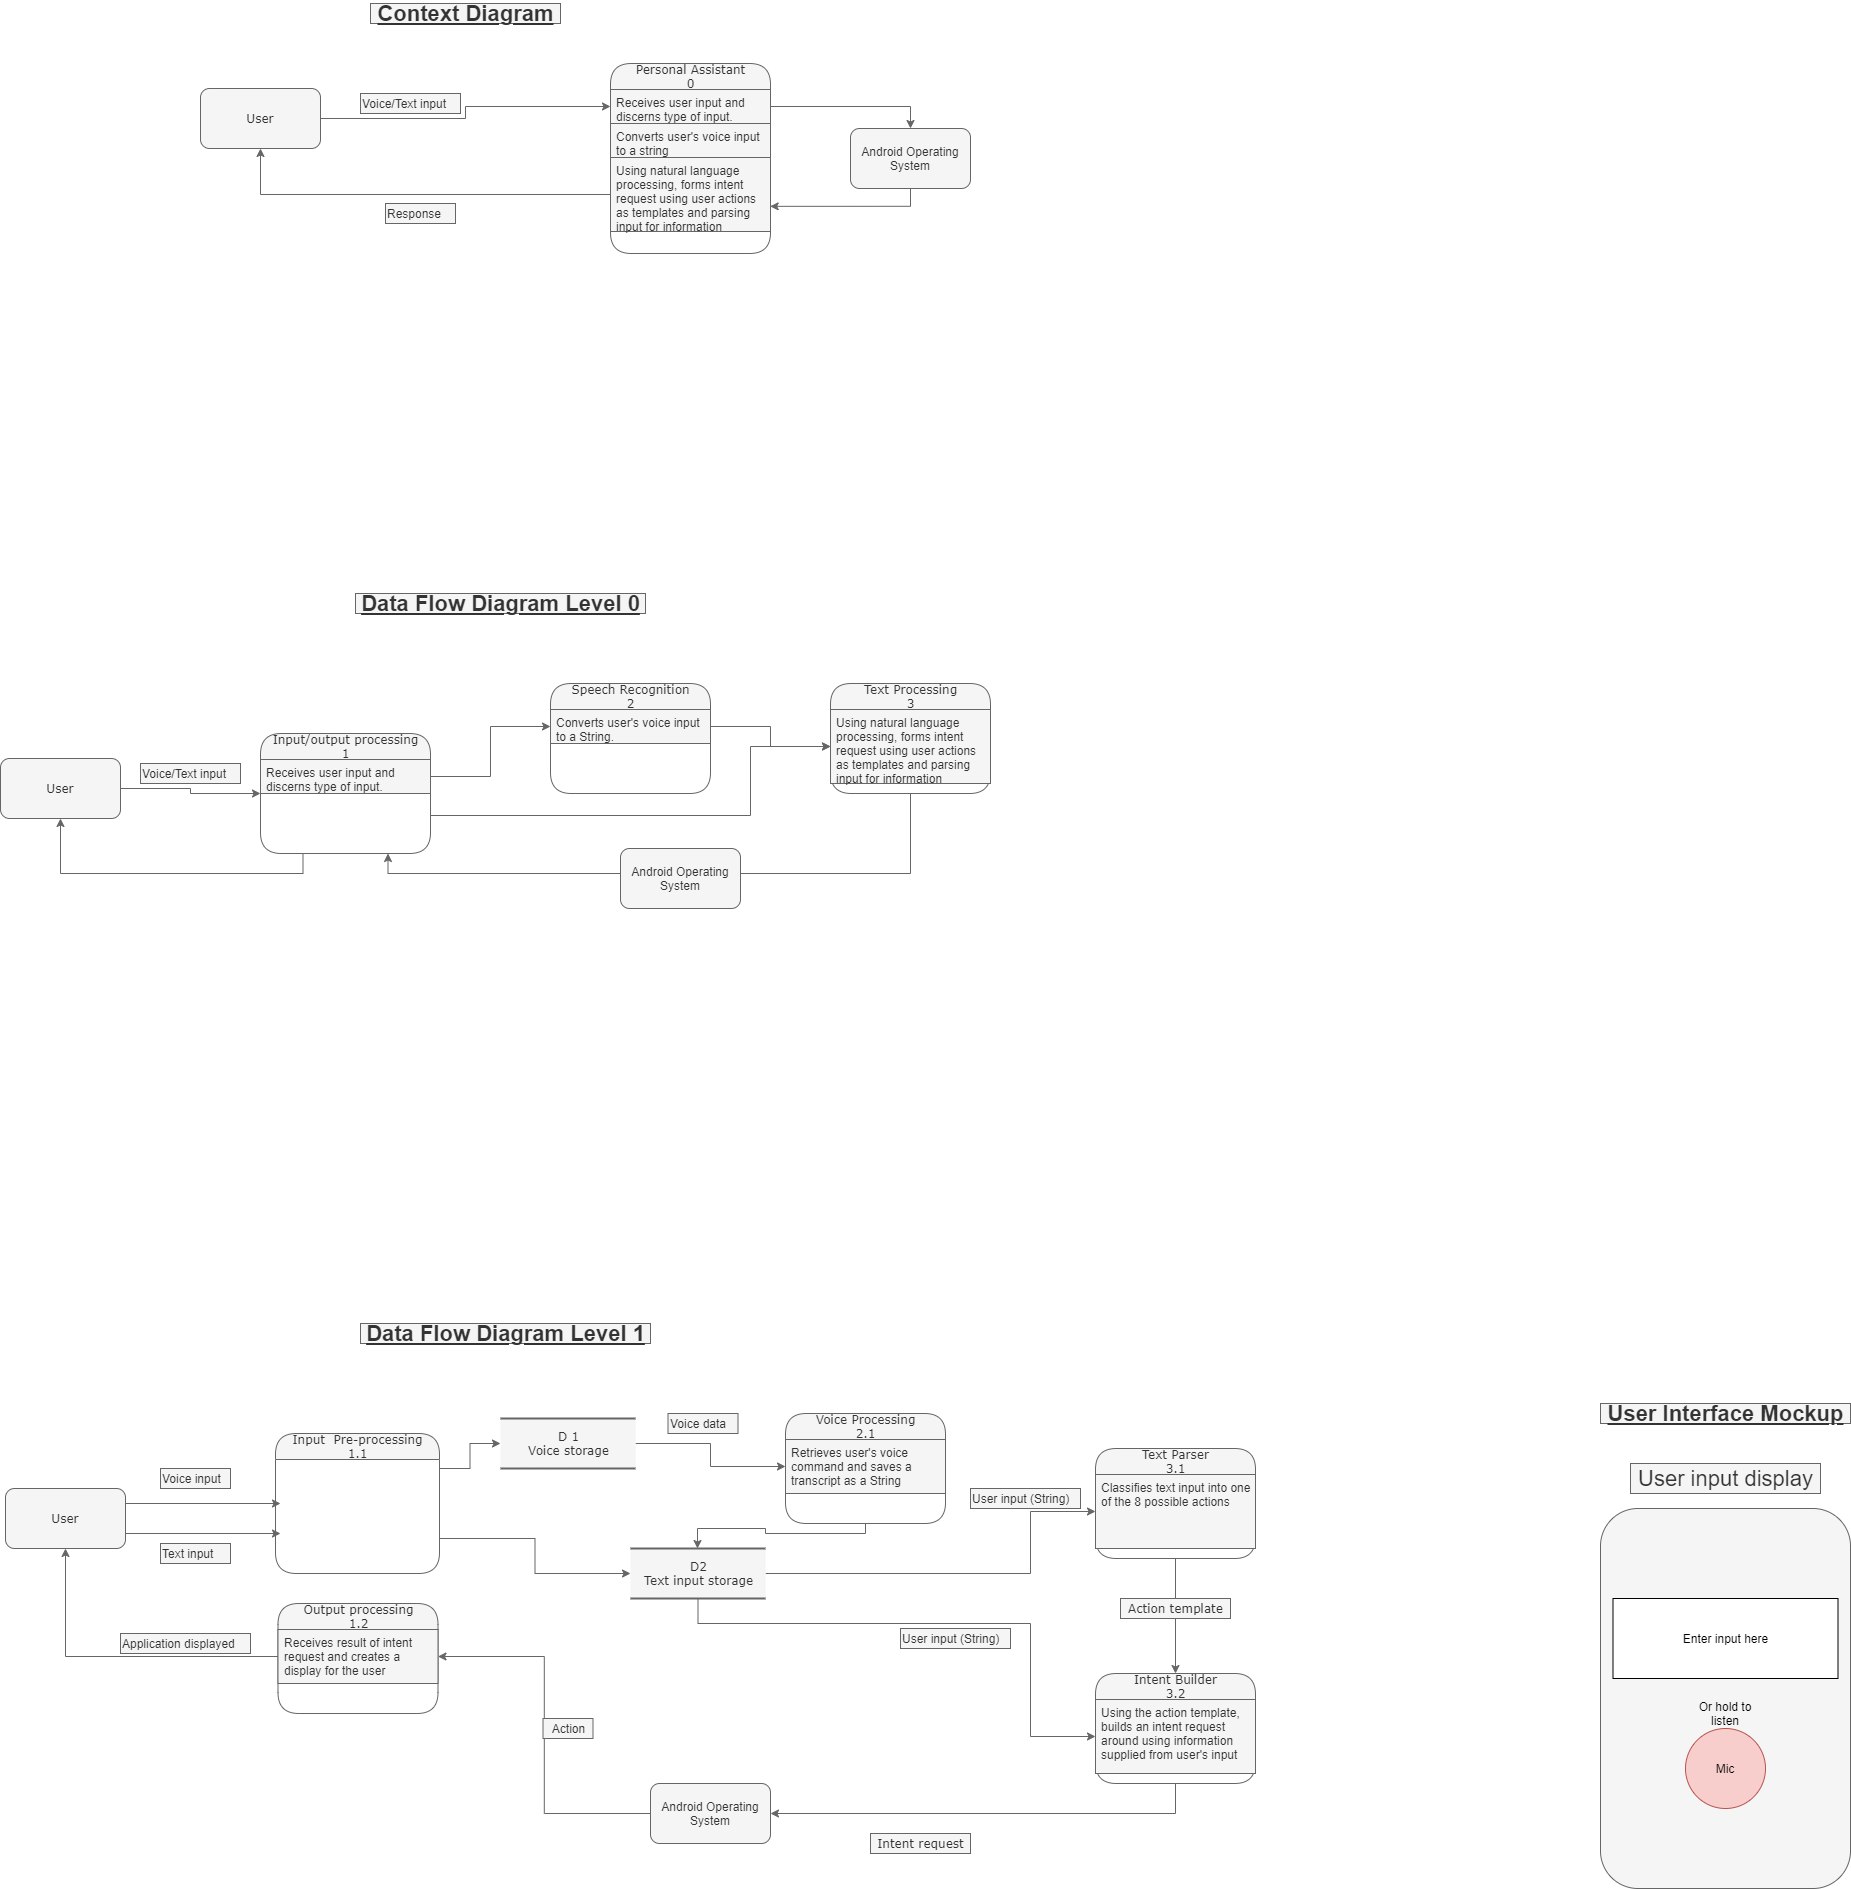 Context Diagram
Personal Assistant
0
Voice/Text input
Receives user input and
discerns type of input.
User
Converts user's voice input
to a string
Android Operating
System
Using natural language
processing, forms intent
request using user actions
as templates and parsing
input for information
Response
Data Flow Diagram Level 0
Speech Recognition
2
Converts user's voice input
to a String.
Text Processing
3
Using natural language
processing, forms intent
request using user actions
as templates and parsing
input for information
Input/output processing
1
Receives user input and
discerns type of input.
Voice/Text input
User
Android Operating
System
Data Flow Diagram Level 1
User Interface Mockup
Input  Pre-processing
1.1
D 1
Voice storage
Voice data
Voice Processing
2.1
Retrieves user's voice
command and saves a
transcript as a String
Text Parser
3.1
Classifies text input into one
of the 8 possible actions
User input display
Voice input
User input (String)
User
Text input
D2
Text input storage
Output processing
1.2
Receives result of intent
request and creates a
display for the user
Action template
Application displayed
User input (String)
Enter input here
Intent Builder
3.2
Using the action template,
builds an intent request
around using information
supplied from user's input
Or hold to
listen
Mic
Action
Android Operating
System
Intent request